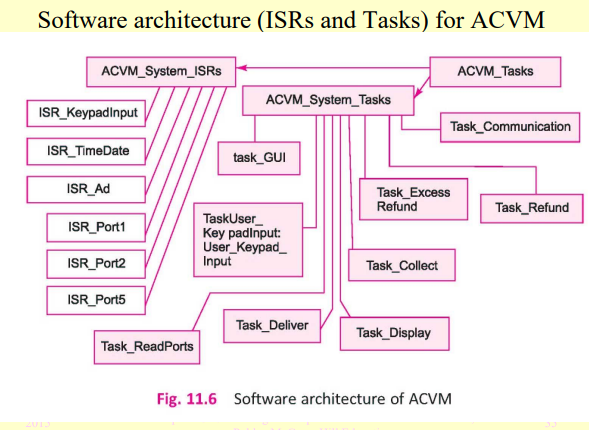 Software architecture (ISRs and Tasks) for ACVM
ACVM_System_ISRs
ACVM_Tasks
ACVM_System_Tasks
ISR_KeypadInput
Task_Communication
ISR_TimeDate
task_GUI
ISR_Ad
Task_Excess
Refund
Task_Refund
TaskUser_
Key padInput:
User_Keypad_
Input
ISR_Port1
ISR_Port2
Task_Collect
ISR_Port5
Task_Deliver
Task_Display
Task_ReadPorts
Fig. 11.6 Software architecture of ACVM